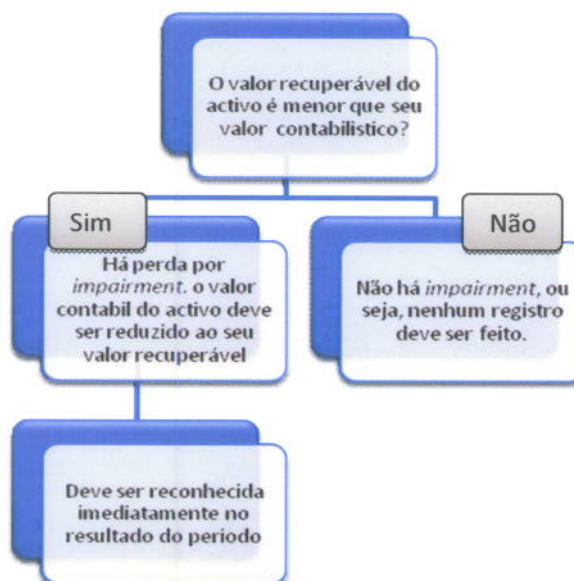 O valor recuperável do
activo é menor que seu
valor contabilistico?
Sim
Não
Há perda por
impairment. o valor
contabil do activo deve
ser reduzido ao seu
valor recuperável
Não há impairment, ou
seja, nenhum registro
deve ser feito.
Deve ser reconhecida
imediatamente no
resultado do periodo